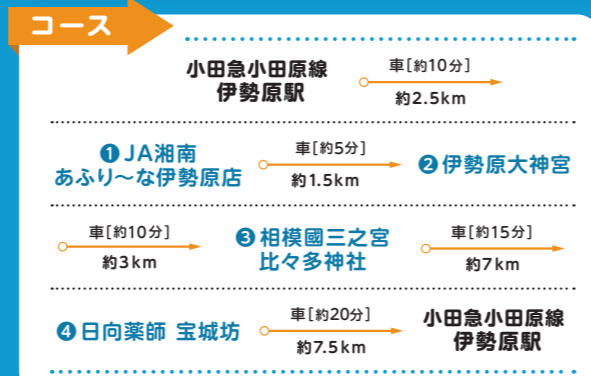 コース
小田急小田原線
伊勢原駅
車[約10分]
約2.5km
❶JA湘南
あふり〜な伊勢原店
車[約5分]
約1.5km
❷伊勢原大神宮
車[約10分]
約3km
❸相模國三之宮
比々多神社
車[約15分]
約7km
❹日向薬師 宝城坊
車[約20分]
約7.5km
小田急小田原線
伊勢原駅